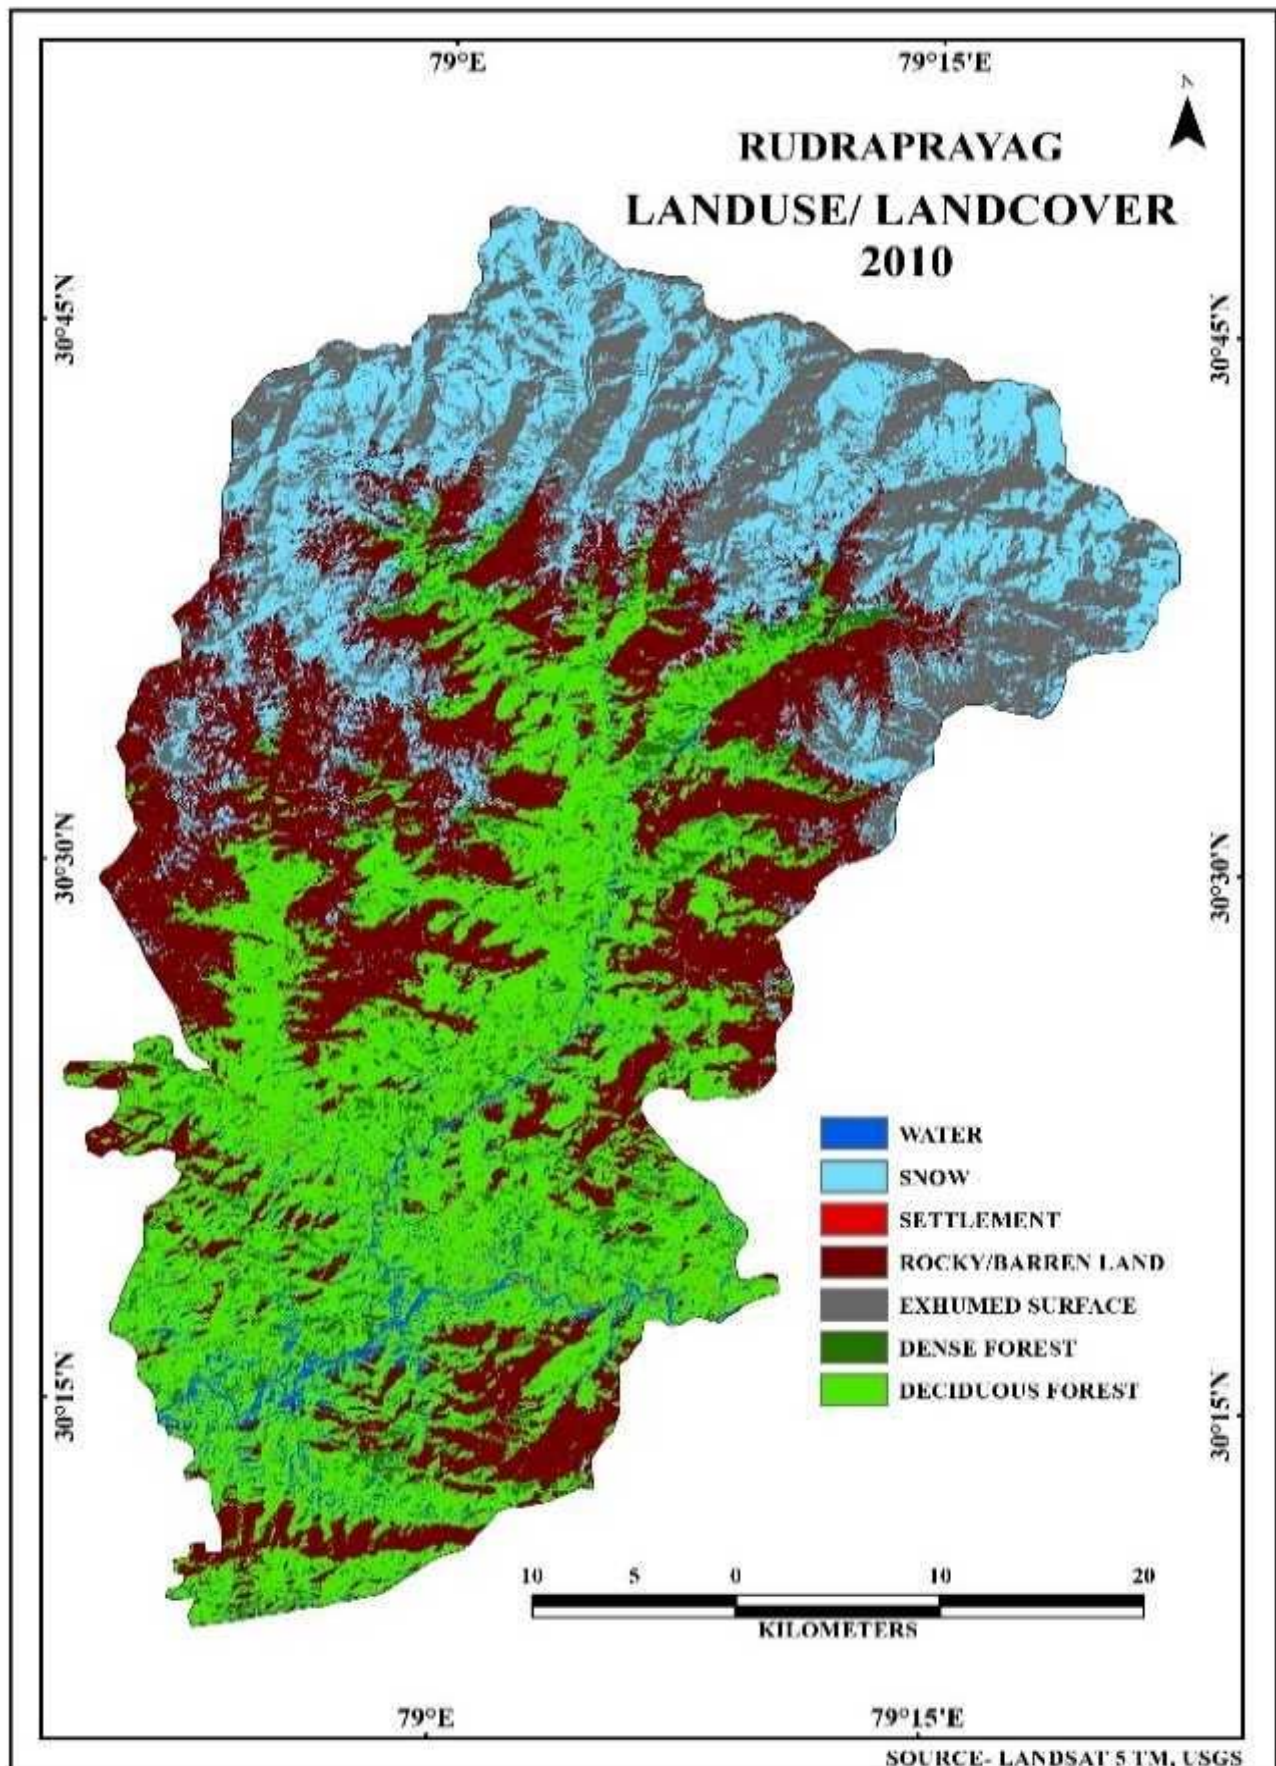 79°E 79°15'E
N
RUDRAPRAYAG
LANDUSE/ LANDCOVER
2010
30°45'N 30°45'N
30°30'N 30°30'N
WATER
SNOW
SETTLEMENT
ROCKY/BARREN LAND
EXHUMED SURFACE
DENSE FOREST
DECIDUOUS FOREST
30°15'N 30°15'N
10 5 0 10 20
KILOMETERS
79°E 79°15'E
SOURCE- LANDSAT 5 TM, USGS